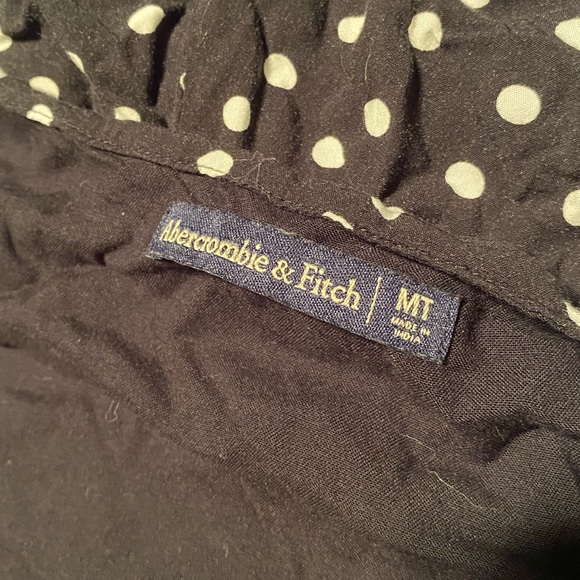 Abercrombie & Fitch
MT
MADE IN
INDIA